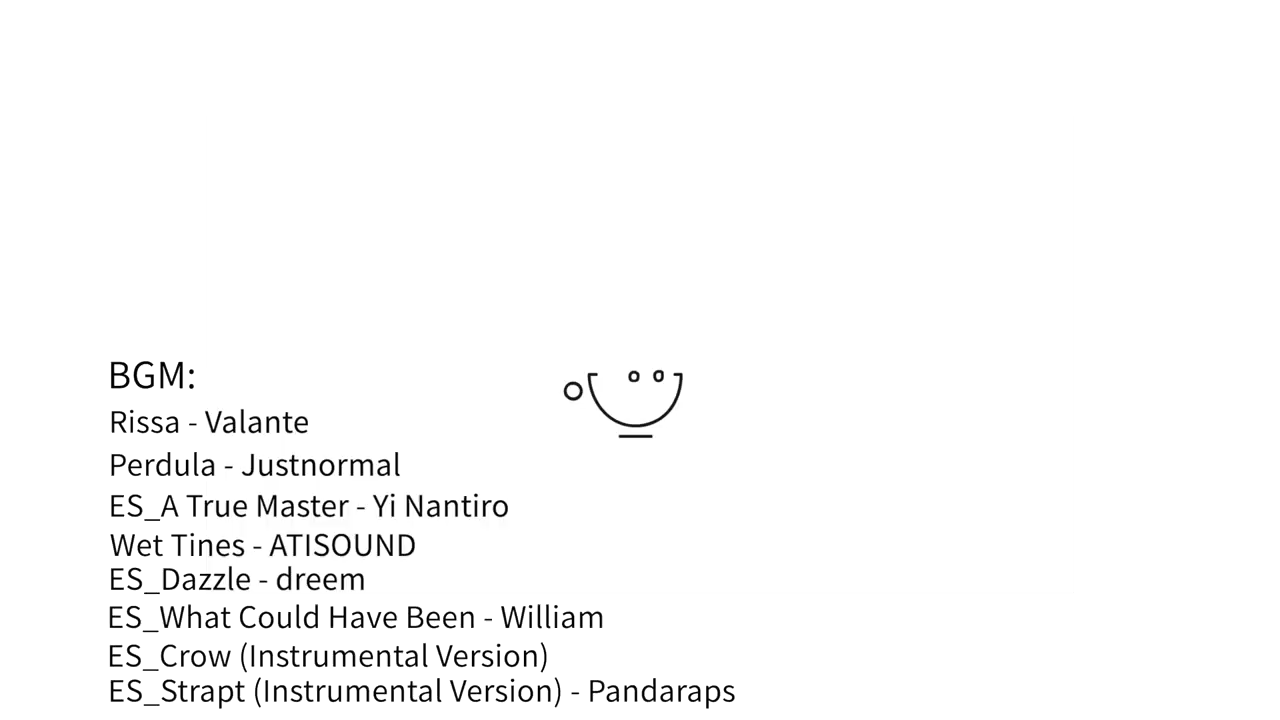 BGM:
Rissa - Valante
Perdula - Justnormal
ES_A True Master - Yi Nantiro
Wet Tines - ATISOUND
ES_Dazzle - dreem
ES_What Could Have Been - William
ES_Crow (Instrumental Version)
ES_Strapt (Instrumental Version) - Pandaraps